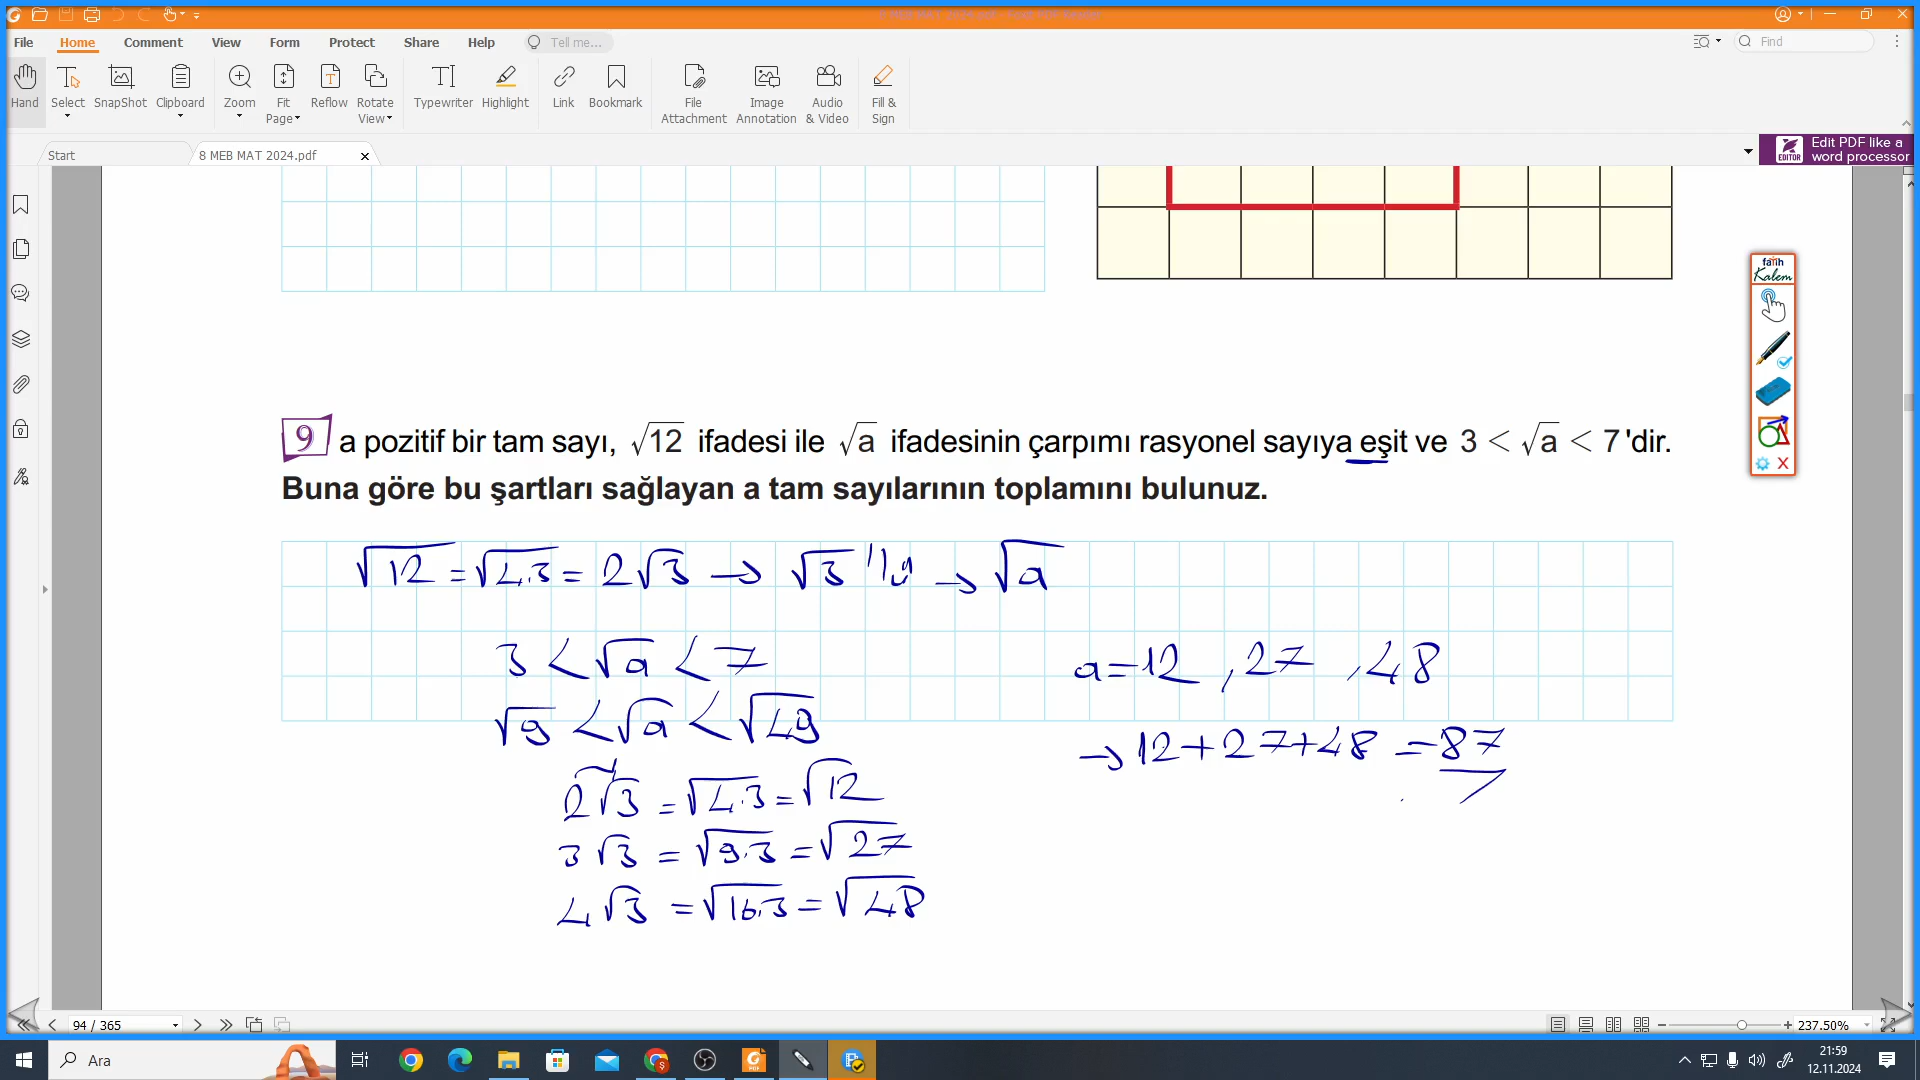 File Home Comment View Form Protect Share Help Tell me... Find
Hand Select SnapShot Clipboard Zoom Fit Page Reflow Rotate View Typewriter Highlight Link Bookmark File Attachment Image Annotation Audio & Video Fill & Sign
Start 8 MEB MAT 2024.pdf
EDITOR Edit PDF like a word processor
fatih Kalem
9 a pozitif bir tam sayı, √12 ifadesi ile √a ifadesinin çarpımı rasyonel sayıya eşit ve 3 < √a < 7'dir.
Buna göre bu şartları sağlayan a tam sayılarının toplamını bulunuz.
√12 = √4.3 = 2√3 → √3 → √a
3 < √a < 7
√9 < √a < √49
2√3 = √4.3 = √12
3√3 = √9.3 = √27
4√3 = √16.3 = √48
a = 12, 27, 48
→ 12 + 27 + 48 = 87
94 / 365
237.50%
Ara
21:59
12.11.2024